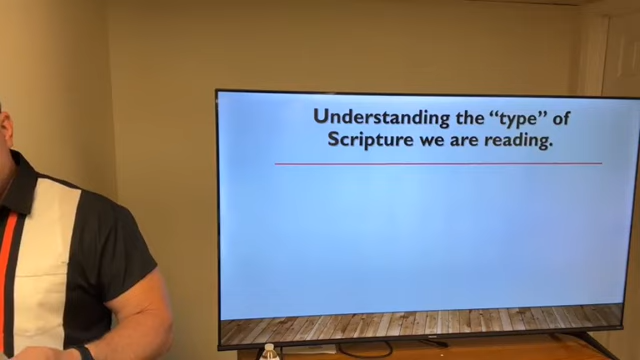 Understanding the “type” of
Scripture we are reading.